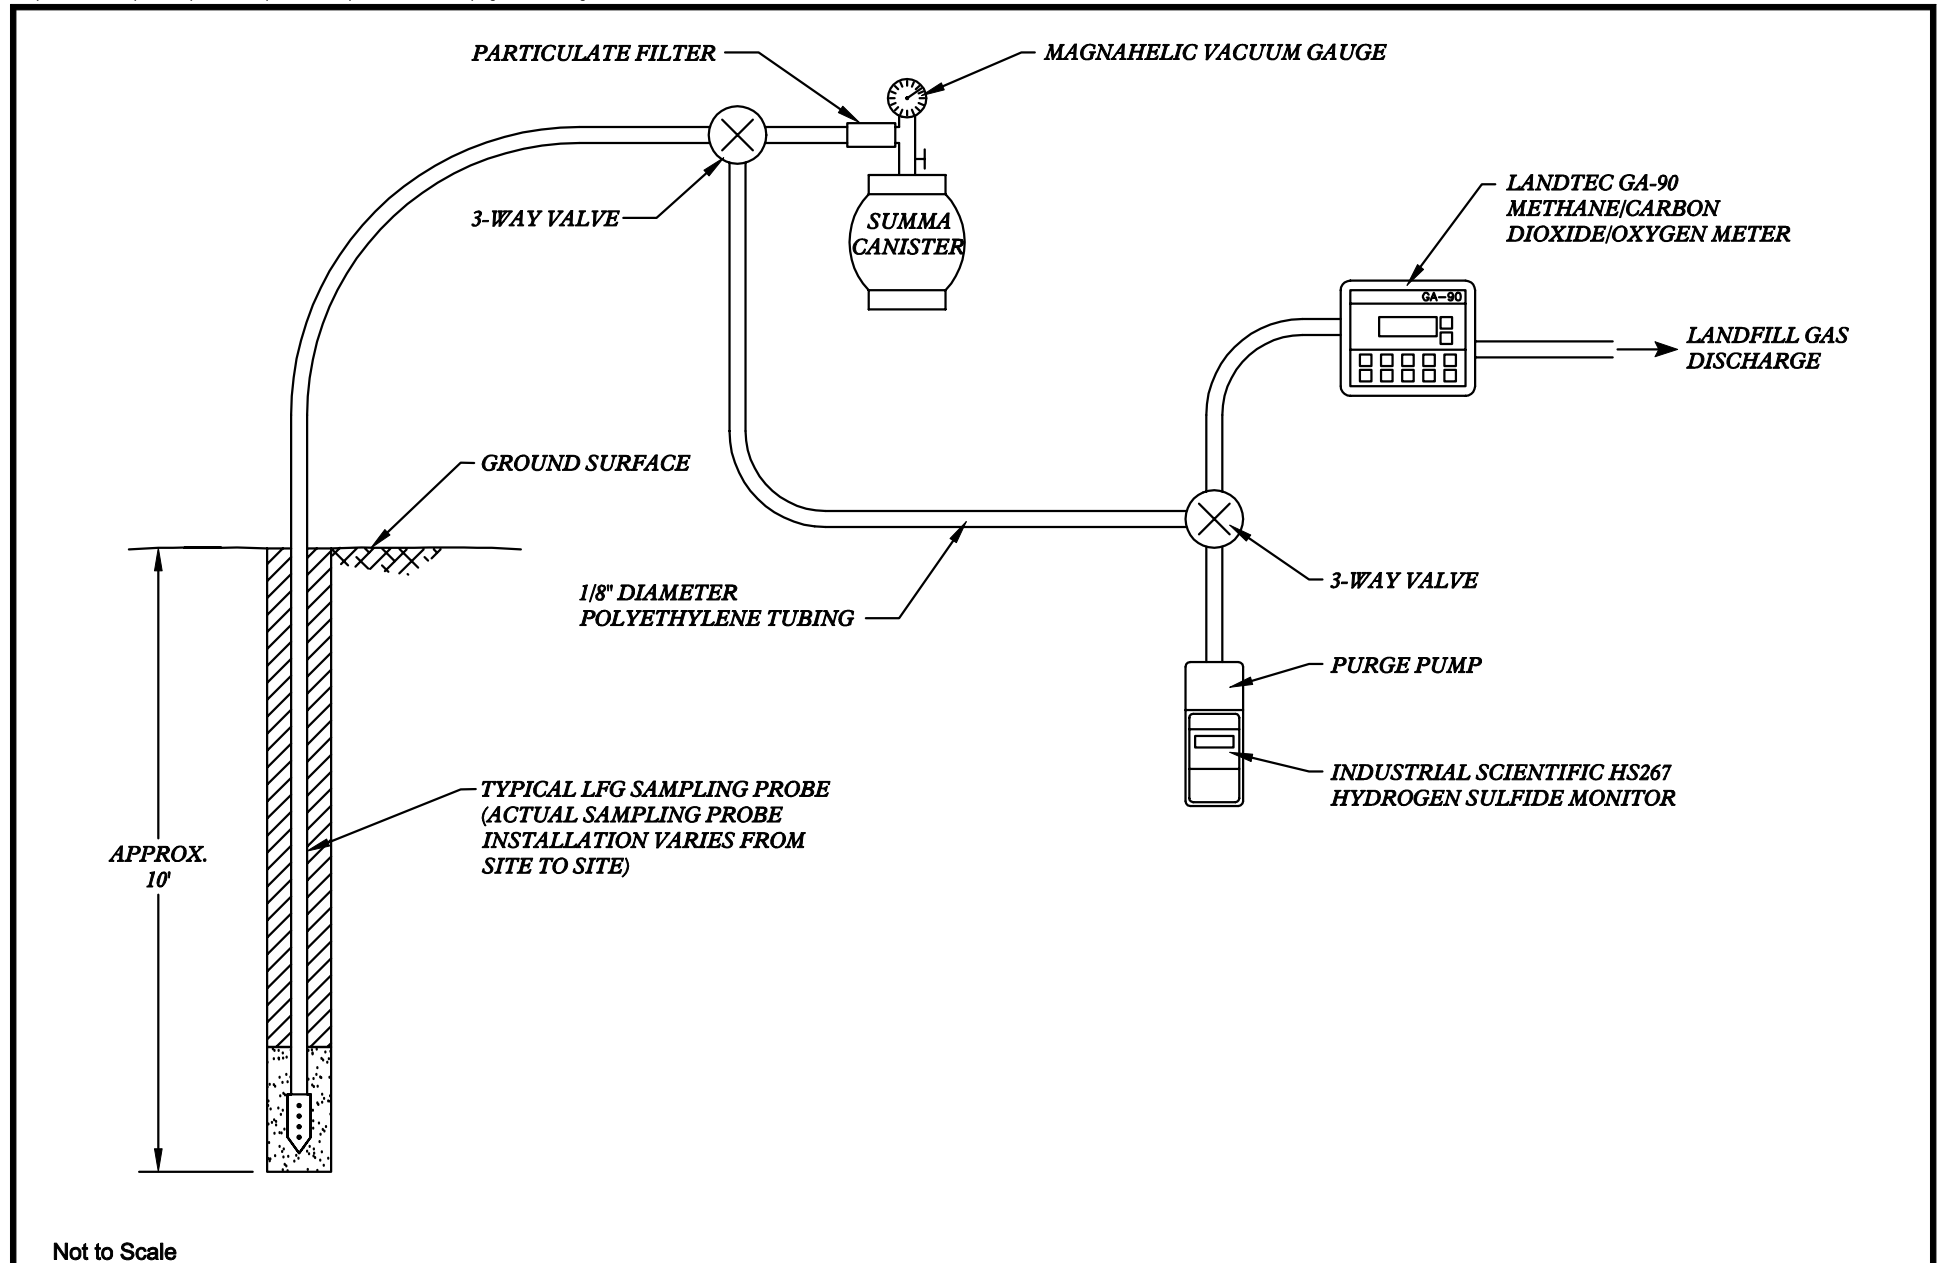 PARTICULATE FILTER
MAGNAHELIC VACUUM GAUGE
3-WAY VALVE
SUMMA
CANISTER
LANDTEC GA-90
METHANE/CARBON
DIOXIDE/OXYGEN METER
GA-90
LANDFILL GAS
DISCHARGE
GROUND SURFACE
1/8" DIAMETER
POLYETHYLENE TUBING
3-WAY VALVE
PURGE PUMP
INDUSTRIAL SCIENTIFIC HS267
HYDROGEN SULFIDE MONITOR
TYPICAL LFG SAMPLING PROBE
(ACTUAL SAMPLING PROBE
INSTALLATION VARIES FROM
SITE TO SITE)
APPROX.
10'
Not to Scale